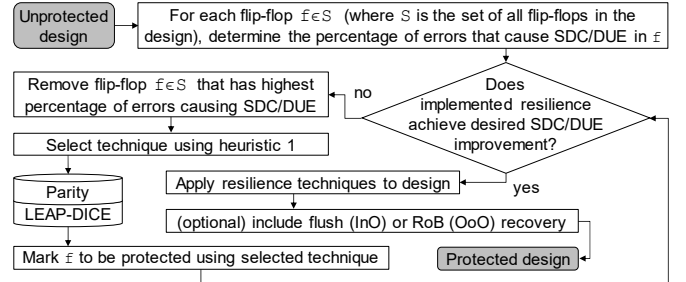 Unprotected
design
For each flip-flop fϵS (where S is the set of all flip-flops in the
design), determine the percentage of errors that cause SDC/DUE in f
Remove flip-flop fϵS that has highest
percentage of errors causing SDC/DUE
no
Does
implemented resilience
achieve desired SDC/DUE
improvement?
Select technique using heuristic 1
Parity
LEAP-DICE
Apply resilience techniques to design
yes
(optional) include flush (InO) or RoB (OoO) recovery
Mark f to be protected using selected technique
Protected design